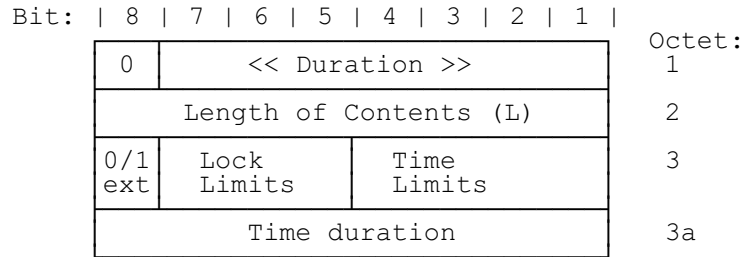 Bit: | 8 | 7 | 6 | 5 | 4 | 3 | 2 | 1 |
Octet:
0 << Duration >> 1
Length of Contents (L) 2
0/1 Lock Time 3
ext Limits Limits
Time duration 3a